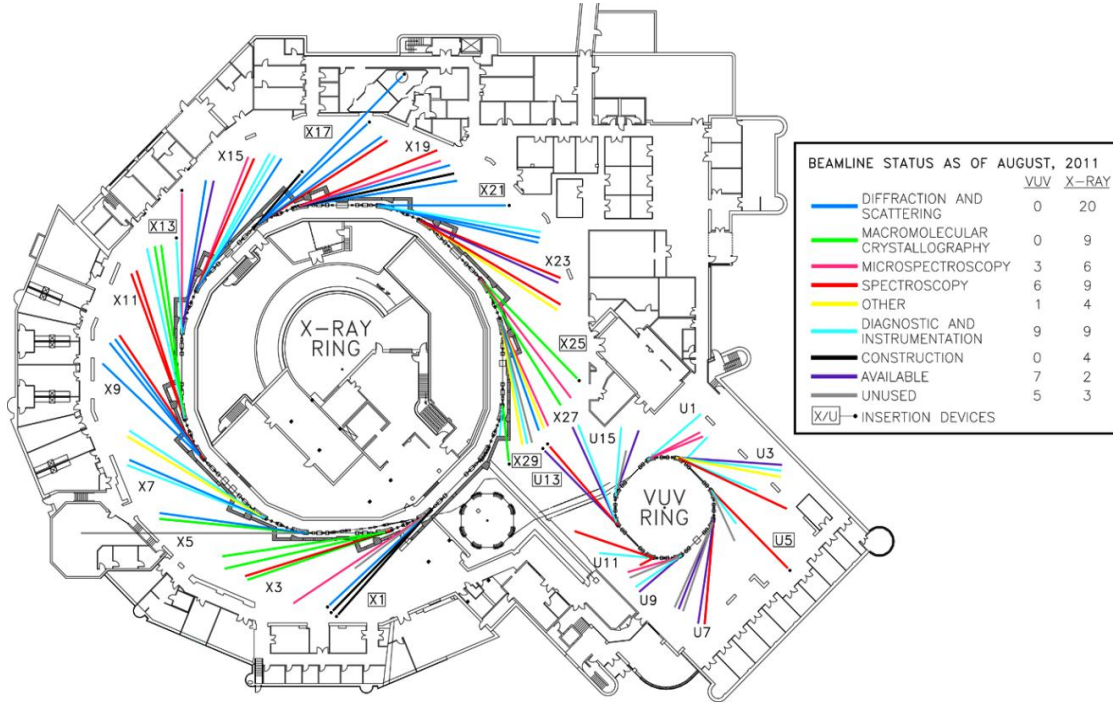 X17
X15
X19
X21
X13
X23
X11
X-RAY
RING
X25
X9
X27
U1
U15
U3
X29
U13
X7
VUV
RING
X5
U5
X3
U11
U9
X1
U7
BEAMLINE STATUS AS OF AUGUST, 2011
VUV X-RAY
DIFFRACTION AND
SCATTERING 0 20
MACROMOLECULAR
CRYSTALLOGRAPHY 0 9
MICROSPECTROSCOPY 3 6
SPECTROSCOPY 6 9
OTHER 1 4
DIAGNOSTIC AND
INSTRUMENTATION 9 9
CONSTRUCTION 0 4
AVAILABLE 7 2
UNUSED 5 3
X/U INSERTION DEVICES